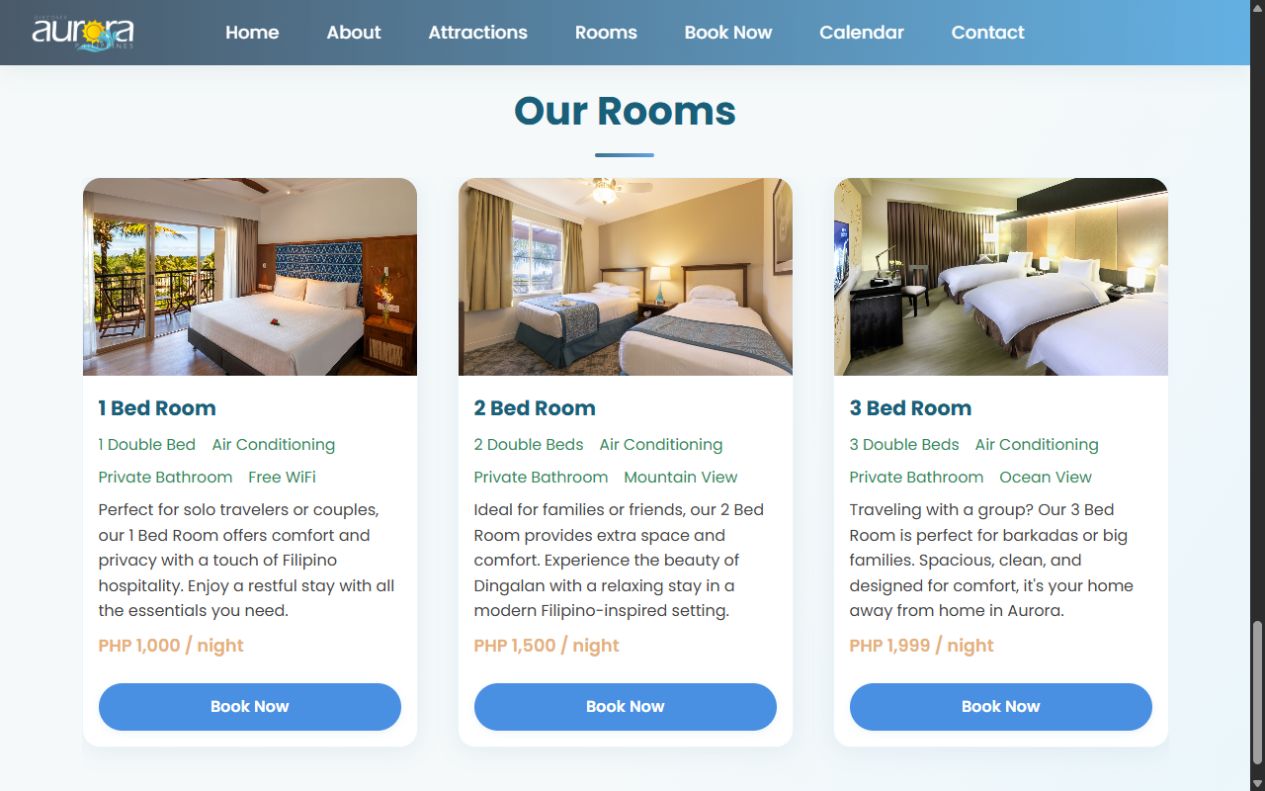 DISCOVER
aurora
PHILIPPINES
Home About Attractions Rooms Book Now Calendar Contact
Our Rooms
1 Bed Room
1 Double Bed Air Conditioning
Private Bathroom Free WiFi
Perfect for solo travelers or couples,
our 1 Bed Room offers comfort and
privacy with a touch of Filipino
hospitality. Enjoy a restful stay with all
the essentials you need.
PHP 1,000 / night
Book Now
2 Bed Room
2 Double Beds Air Conditioning
Private Bathroom Mountain View
Ideal for families or friends, our 2 Bed
Room provides extra space and
comfort. Experience the beauty of
Dingalan with a relaxing stay in a
modern Filipino-inspired setting.
PHP 1,500 / night
Book Now
3 Bed Room
3 Double Beds Air Conditioning
Private Bathroom Ocean View
Traveling with a group? Our 3 Bed
Room is perfect for barkadas or big
families. Spacious, clean, and
designed for comfort, it's your home
away from home in Aurora.
PHP 1,999 / night
Book Now